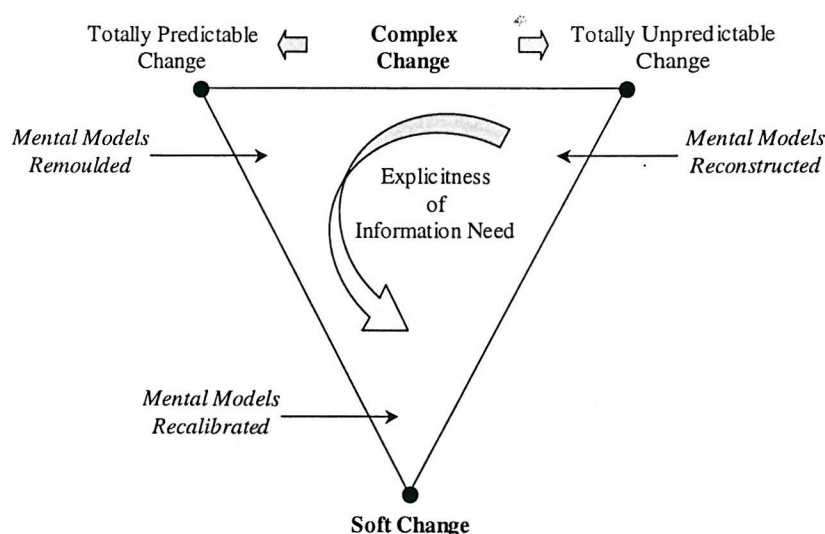 Totally Predictable
Change
Complex
Change
Totally Unpredictable
Change
Mental Models
Remoulded
Mental Models
Reconstructed
Explicitness
of
Information Need
Mental Models
Recalibrated
Soft Change